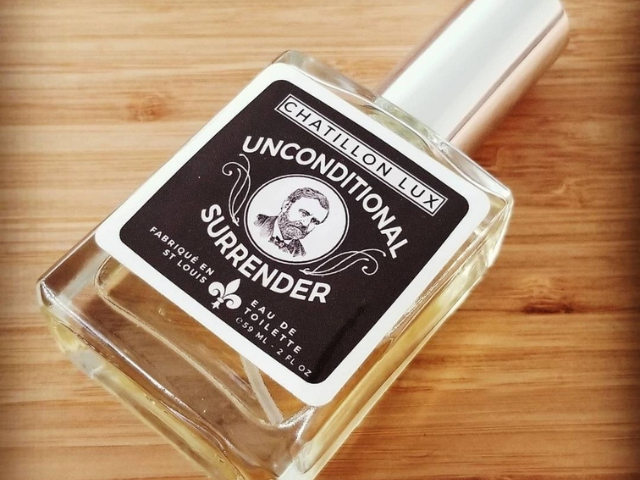 CHATILLON LUX
UNCONDITIONAL
SURRENDER
FABRIQUÉ EN
ST LOUIS
EAU DE
TOILETTE
℮59 ML · 2 FL OZ